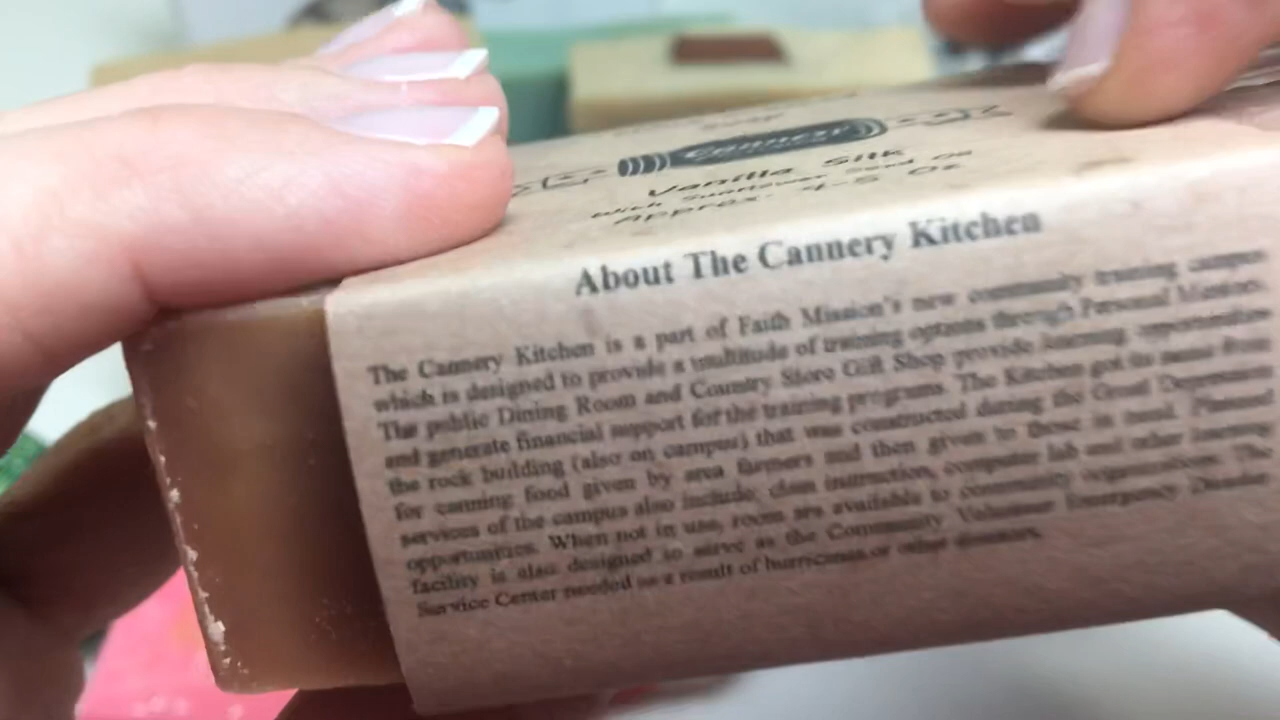 Cannery
Vanilla Silk
With Sunflower Seed Oil
Approx. 4-5 Oz
About The Cannery Kitchen
The Cannery Kitchen is a part of Faith Mission's new community training campus
which is designed to provide a multitude of training options through Personal Mentors.
The public Dining Room and Country Store Gift Shop provide learning opportunities
and generate financial support for the training programs. The Kitchen got its name from
the rock building (also on campus) that was constructed during the Great Depression
for canning food given by area farmers and then given to those in need. Planned
services of the campus also include: class instruction, computer lab and other learning
opportunities. When not in use, room are available to community organizations. The
facility is also designed to serve as the Community Volunteer Emergency Disaster
Service Center needed as a result of hurricanes or other disasters.